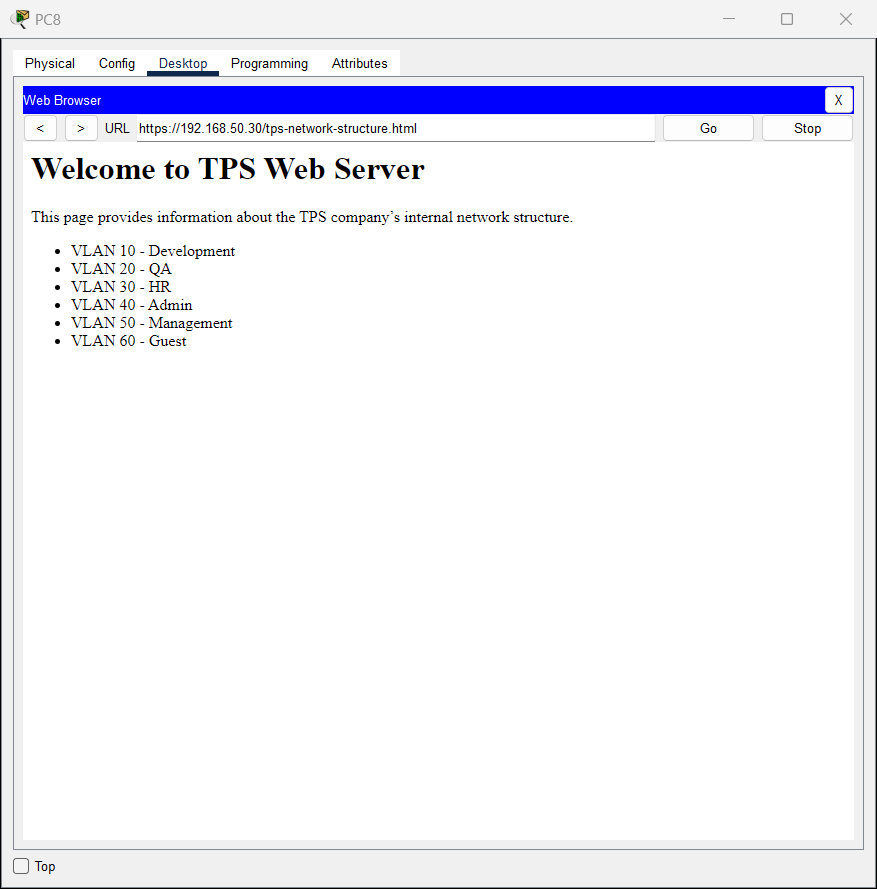 PC8
Physical Config Desktop Programming Attributes
Web Browser X
< > URL https://192.168.50.30/tps-network-structure.html Go Stop
Welcome to TPS Web Server
This page provides information about the TPS company’s internal network structure.
• VLAN 10 - Development
• VLAN 20 - QA
• VLAN 30 - HR
• VLAN 40 - Admin
• VLAN 50 - Management
• VLAN 60 - Guest
Top